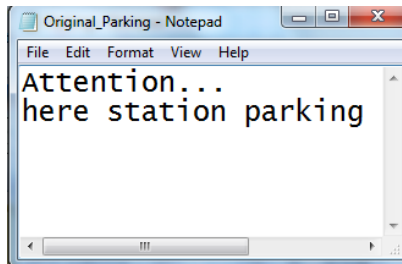 Original_Parking - Notepad
File Edit Format View Help
Attention...
here station parking